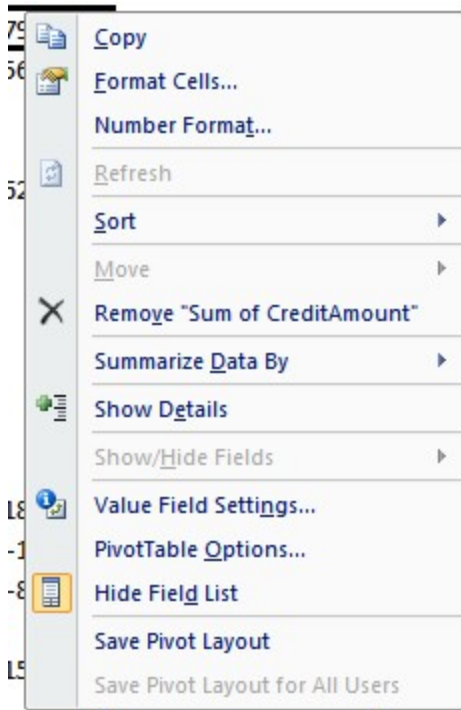 Copy
Format Cells...
Number Format...
Refresh
Sort
Move
Remove "Sum of CreditAmount"
Summarize Data By
Show Details
Show/Hide Fields
Value Field Settings...
PivotTable Options...
Hide Field List
Save Pivot Layout
Save Pivot Layout for All Users